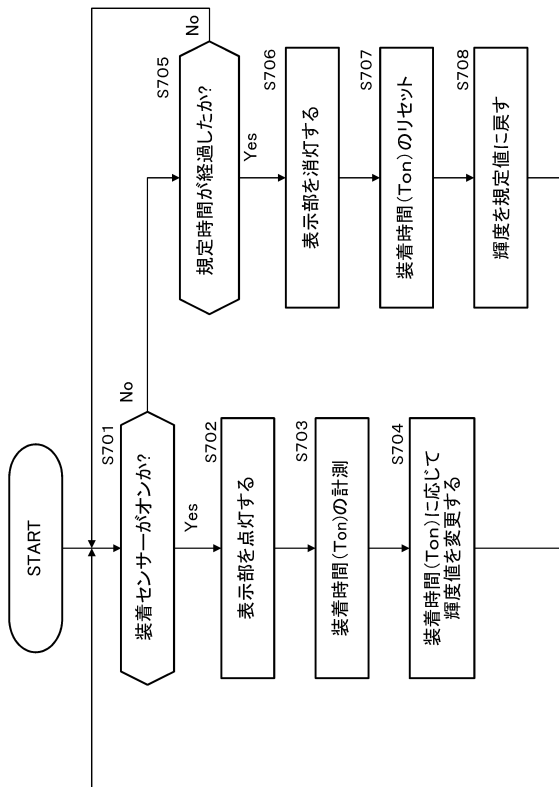 START
S701
装着センサーがオンか?
No
Yes
S702
表示部を点灯する
S703
装着時間(Ton)の計測
S704
装着時間(Ton)に応じて
輝度値を変更する
S705
規定時間が経過したか?
No
Yes
S706
表示部を消灯する
S707
装着時間(Ton)のリセット
S708
輝度を規定値に戻す